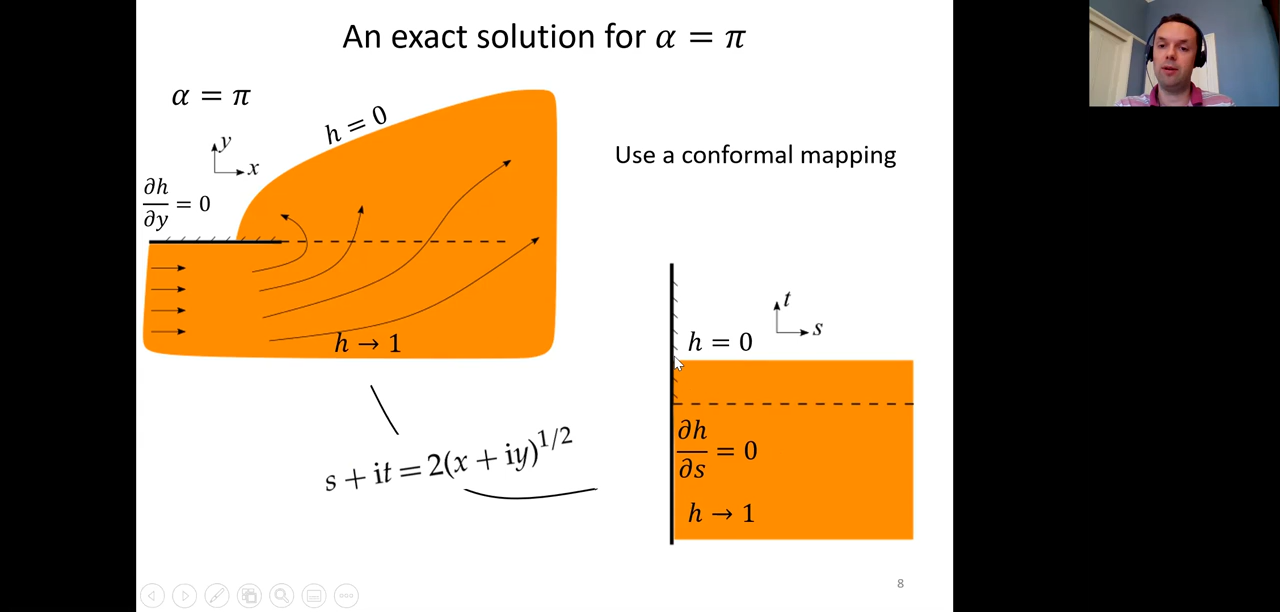 An exact solution for α = π
α = π
y
x
h = 0
∂h/∂y = 0
h → 1
s + it = 2(x + iy)^{1/2}
Use a conformal mapping
t
s
h = 0
∂h/∂s = 0
h → 1
8